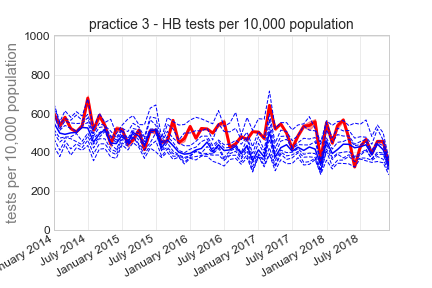 practice 3 - HB tests per 10,000 population
tests per 10,000 population
1000
800
600
400
200
0
nuary 2014
July 2014
January 2015
July 2015
January 2016
July 2016
January 2017
July 2017
January 2018
July 2018